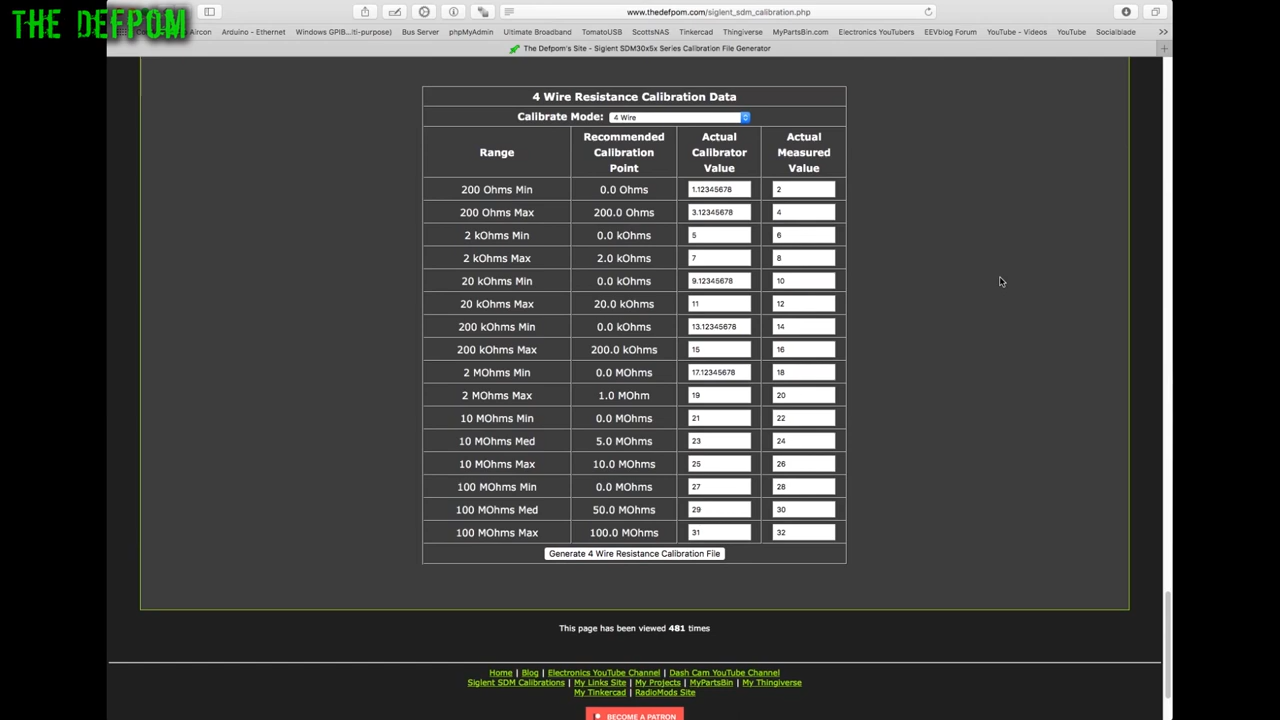 THE DEFPOM
www.thedefpom.com/siglent_sdm_calibration.php
Aircon Arduino - Ethernet Windows GPIB...(ti-purpose) Bus Server phpMyAdmin Ultimate Broadband TomatoUSB ScottsNAS Tinkercad Thingiverse MyPartsBin.com Electronics YouTubers EEVblog Forum YouTube - Videos YouTube Socialblade >>
The Defpom's Site - Siglent SDM30x5x Series Calibration File Generator
4 Wire Resistance Calibration Data
Calibrate Mode: 4 Wire
Range Recommended Calibration Point Actual Calibrator Value Actual Measured Value
200 Ohms Min 0.0 Ohms 1.12345678 2
200 Ohms Max 200.0 Ohms 3.12345678 4
2 kOhms Min 0.0 kOhms 5 6
2 kOhms Max 2.0 kOhms 7 8
20 kOhms Min 0.0 kOhms 9.12345678 10
20 kOhms Max 20.0 kOhms 11 12
200 kOhms Min 0.0 kOhms 13.12345678 14
200 kOhms Max 200.0 kOhms 15 16
2 MOhms Min 0.0 MOhms 17.12345678 18
2 MOhms Max 1.0 MOhm 19 20
10 MOhms Min 0.0 MOhms 21 22
10 MOhms Med 5.0 MOhms 23 24
10 MOhms Max 10.0 MOhms 25 26
100 MOhms Min 0.0 MOhms 27 28
100 MOhms Med 50.0 MOhms 29 30
100 MOhms Max 100.0 MOhms 31 32
Generate 4 Wire Resistance Calibration File
This page has been viewed 481 times
Home | Blog | Electronics YouTube Channel | Dash Cam YouTube Channel
Siglent SDM Calibrations | My Links Site | My Projects | MyPartsBin | My Thingiverse
My Tinkercad | RadioMods Site
BECOME A PATRON